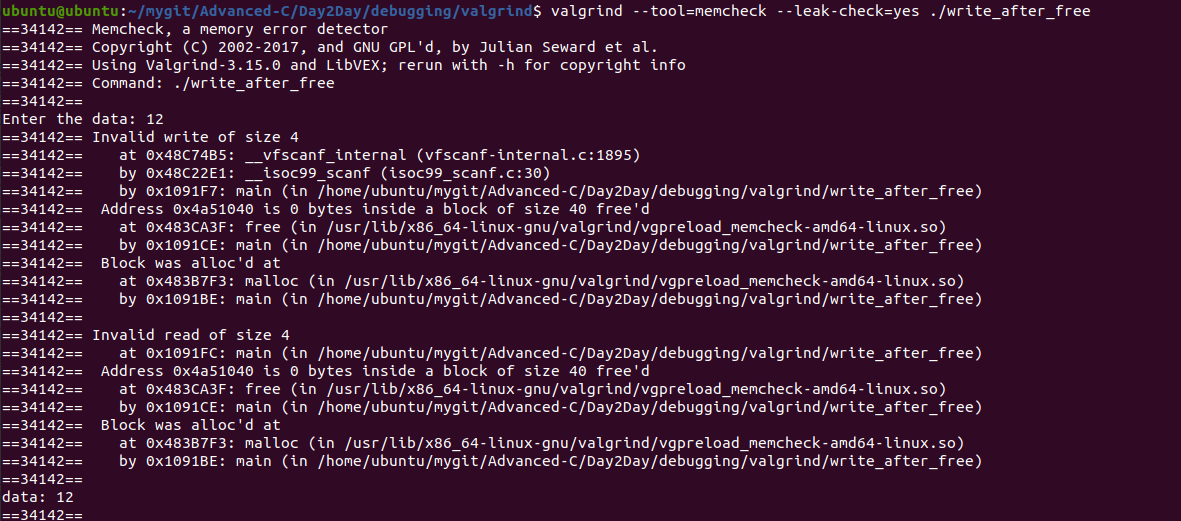 ubuntu@ubuntu:~/mygit/Advanced-C/Day2Day/debugging/valgrind$ valgrind --tool=memcheck --leak-check=yes ./write_after_free
==34142== Memcheck, a memory error detector
==34142== Copyright (C) 2002-2017, and GNU GPL'd, by Julian Seward et al.
==34142== Using Valgrind-3.15.0 and LibVEX; rerun with -h for copyright info
==34142== Command: ./write_after_free
==34142==
Enter the data: 12
==34142== Invalid write of size 4
==34142==    at 0x48C74B5: __vfscanf_internal (vfscanf-internal.c:1895)
==34142==    by 0x48C22E1: __isoc99_scanf (isoc99_scanf.c:30)
==34142==    by 0x1091F7: main (in /home/ubuntu/mygit/Advanced-C/Day2Day/debugging/valgrind/write_after_free)
==34142==  Address 0x4a51040 is 0 bytes inside a block of size 40 free'd
==34142==    at 0x483CA3F: free (in /usr/lib/x86_64-linux-gnu/valgrind/vgpreload_memcheck-amd64-linux.so)
==34142==    by 0x1091CE: main (in /home/ubuntu/mygit/Advanced-C/Day2Day/debugging/valgrind/write_after_free)
==34142==  Block was alloc'd at
==34142==    at 0x483B7F3: malloc (in /usr/lib/x86_64-linux-gnu/valgrind/vgpreload_memcheck-amd64-linux.so)
==34142==    by 0x1091BE: main (in /home/ubuntu/mygit/Advanced-C/Day2Day/debugging/valgrind/write_after_free)
==34142==
==34142== Invalid read of size 4
==34142==    at 0x1091FC: main (in /home/ubuntu/mygit/Advanced-C/Day2Day/debugging/valgrind/write_after_free)
==34142==  Address 0x4a51040 is 0 bytes inside a block of size 40 free'd
==34142==    at 0x483CA3F: free (in /usr/lib/x86_64-linux-gnu/valgrind/vgpreload_memcheck-amd64-linux.so)
==34142==    by 0x1091CE: main (in /home/ubuntu/mygit/Advanced-C/Day2Day/debugging/valgrind/write_after_free)
==34142==  Block was alloc'd at
==34142==    at 0x483B7F3: malloc (in /usr/lib/x86_64-linux-gnu/valgrind/vgpreload_memcheck-amd64-linux.so)
==34142==    by 0x1091BE: main (in /home/ubuntu/mygit/Advanced-C/Day2Day/debugging/valgrind/write_after_free)
==34142==
data: 12
==34142==